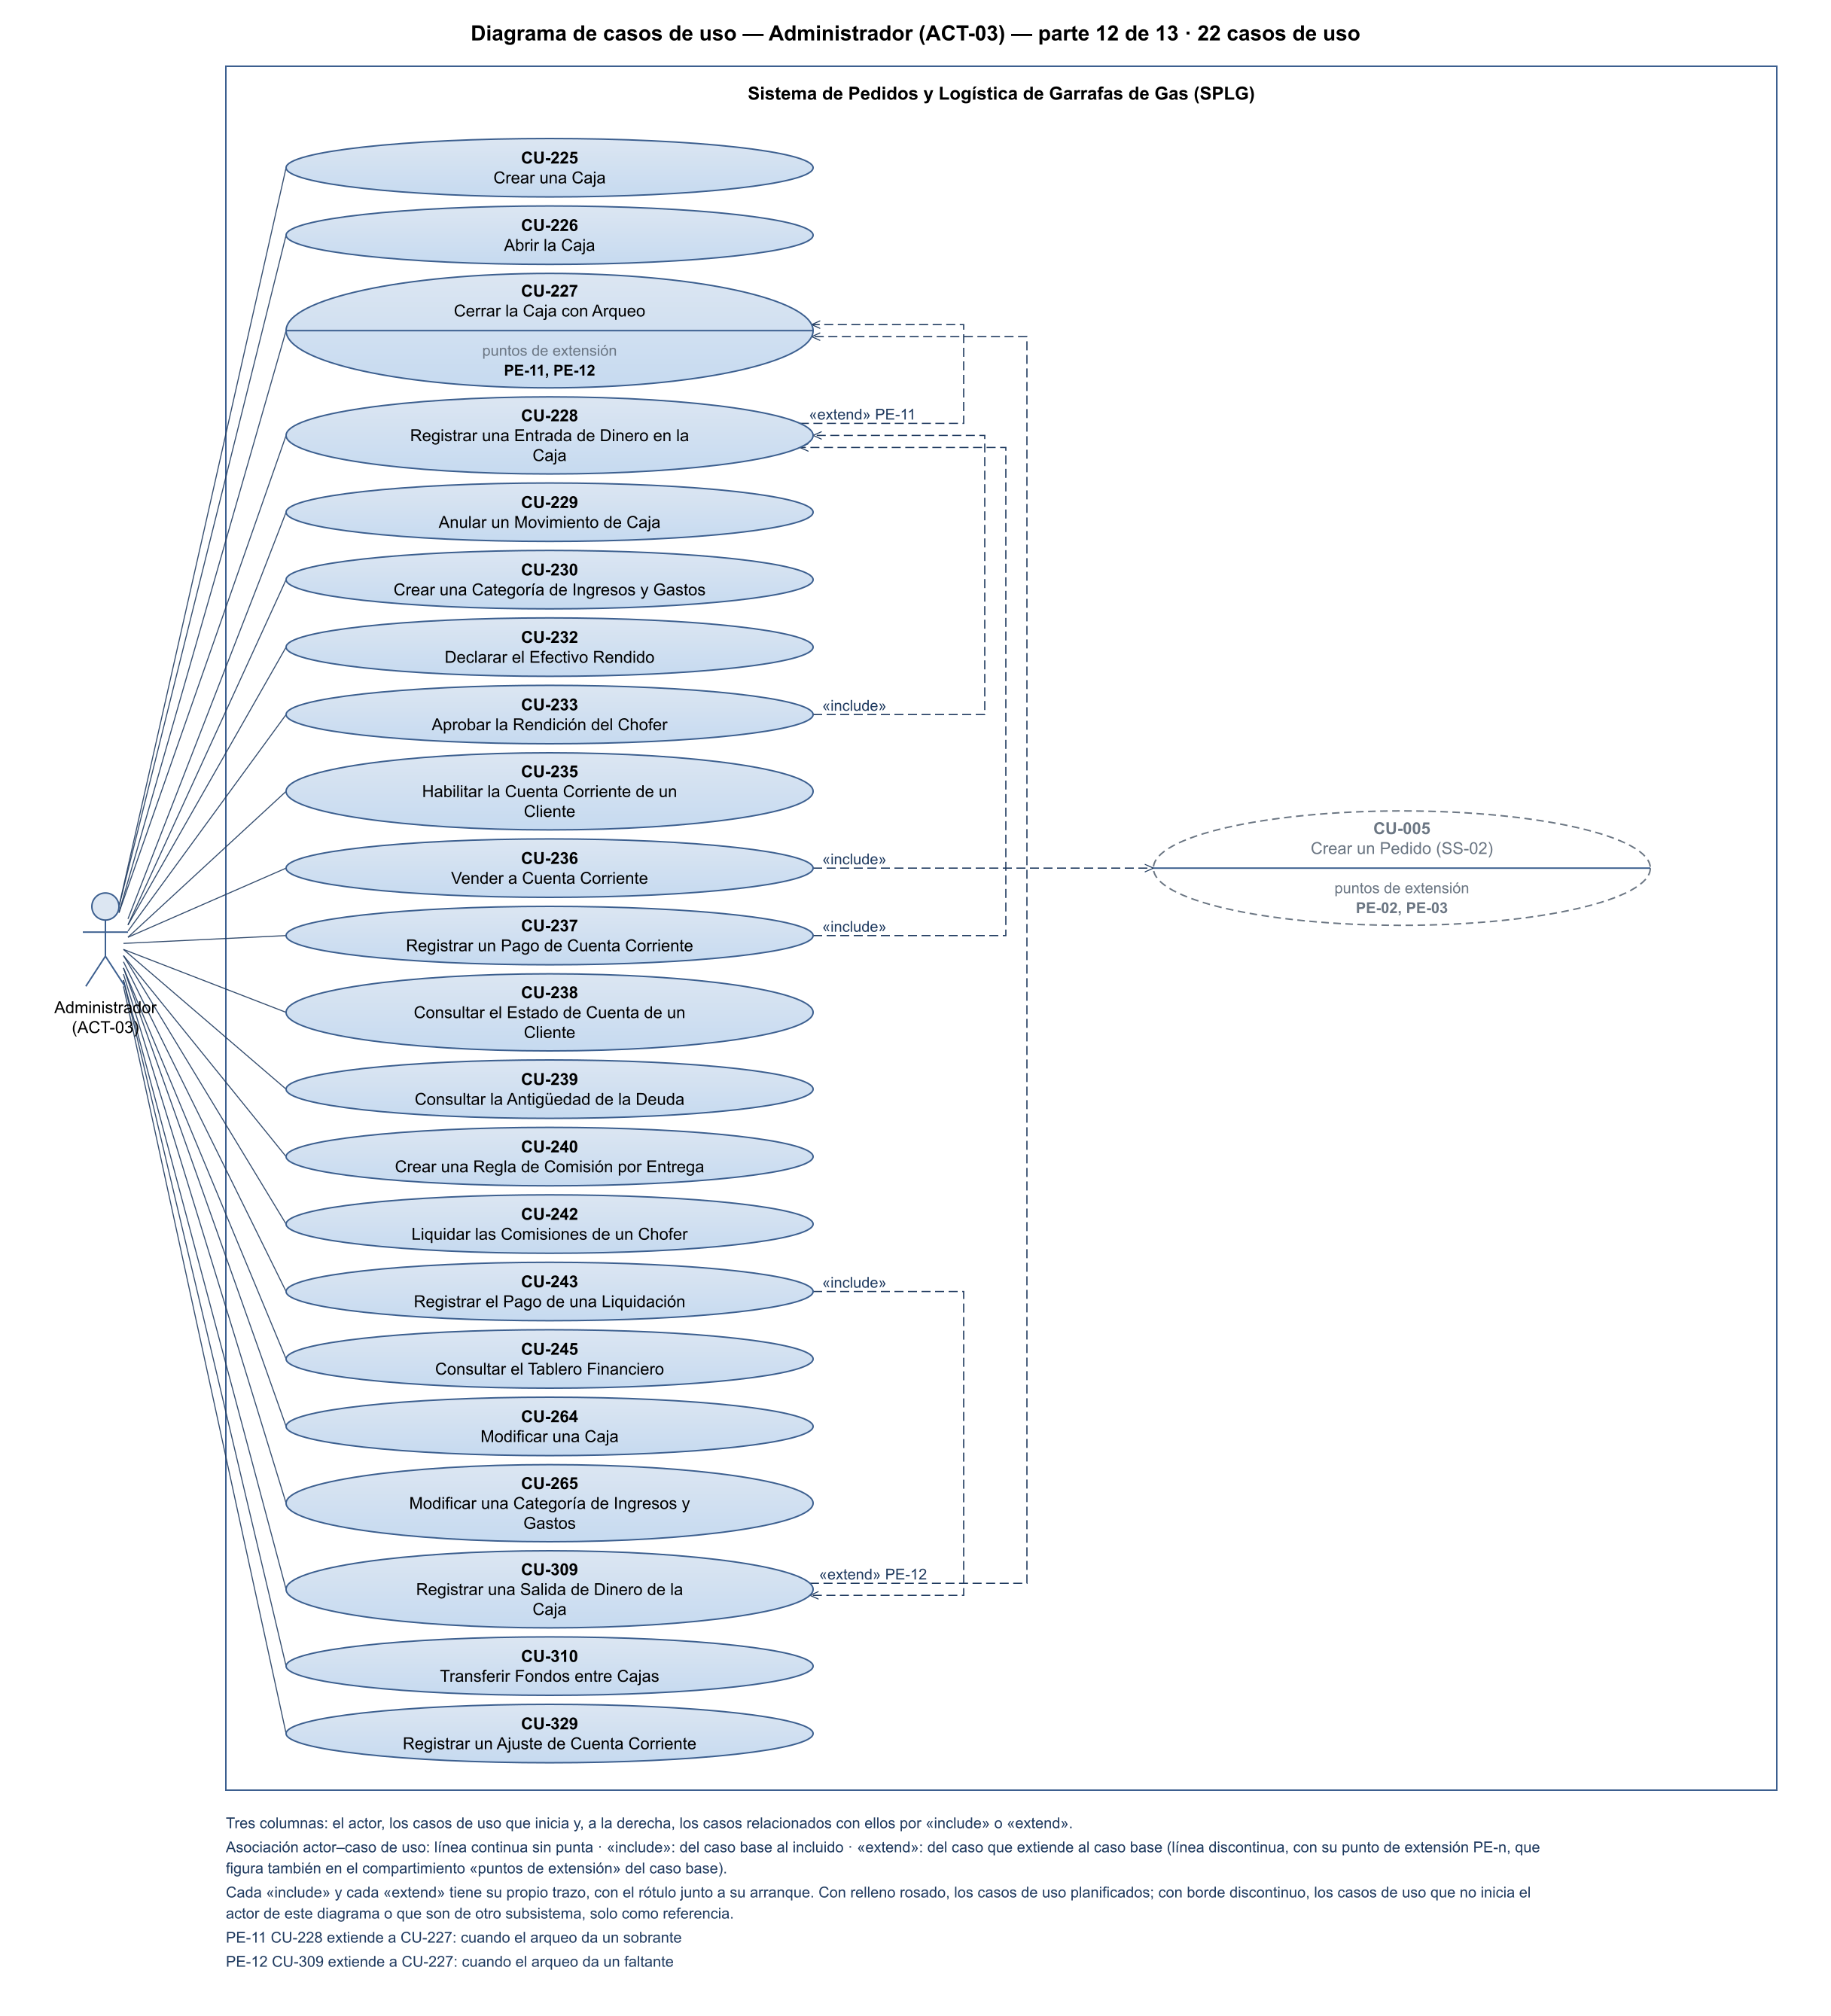 Diagrama de casos de uso — Administrador (ACT-03) — parte 12 de 13 · 22 casos de uso
Sistema de Pedidos y Logística de Garrafas de Gas (SPLG)
CU-225
Crear una Caja
CU-226
Abrir la Caja
CU-227
Cerrar la Caja con Arqueo
puntos de extensión
PE-11, PE-12
CU-228
Registrar una Entrada de Dinero en la
Caja
«extend» PE-11
CU-229
Anular un Movimiento de Caja
CU-230
Crear una Categoría de Ingresos y Gastos
CU-232
Declarar el Efectivo Rendido
CU-233
Aprobar la Rendición del Chofer
«include»
CU-235
Habilitar la Cuenta Corriente de un
Cliente
CU-236
Vender a Cuenta Corriente
«include»
CU-005
Crear un Pedido (SS-02)
puntos de extensión
PE-02, PE-03
CU-237
Registrar un Pago de Cuenta Corriente
«include»
Administrador
(ACT-03)
CU-238
Consultar el Estado de Cuenta de un
Cliente
CU-239
Consultar la Antigüedad de la Deuda
CU-240
Crear una Regla de Comisión por Entrega
CU-242
Liquidar las Comisiones de un Chofer
CU-243
Registrar el Pago de una Liquidación
«include»
CU-245
Consultar el Tablero Financiero
CU-264
Modificar una Caja
CU-265
Modificar una Categoría de Ingresos y
Gastos
CU-309
Registrar una Salida de Dinero de la
Caja
«extend» PE-12
CU-310
Transferir Fondos entre Cajas
CU-329
Registrar un Ajuste de Cuenta Corriente
Tres columnas: el actor, los casos de uso que inicia y, a la derecha, los casos relacionados con ellos por «include» o «extend».
Asociación actor–caso de uso: línea continua sin punta · «include»: del caso base al incluido · «extend»: del caso que extiende al caso base (línea discontinua, con su punto de extensión PE-n, que
figura también en el compartimiento «puntos de extensión» del caso base).
Cada «include» y cada «extend» tiene su propio trazo, con el rótulo junto a su arranque. Con relleno rosado, los casos de uso planificados; con borde discontinuo, los casos de uso que no inicia el
actor de este diagrama o que son de otro subsistema, solo como referencia.
PE-11 CU-228 extiende a CU-227: cuando el arqueo da un sobrante
PE-12 CU-309 extiende a CU-227: cuando el arqueo da un faltante